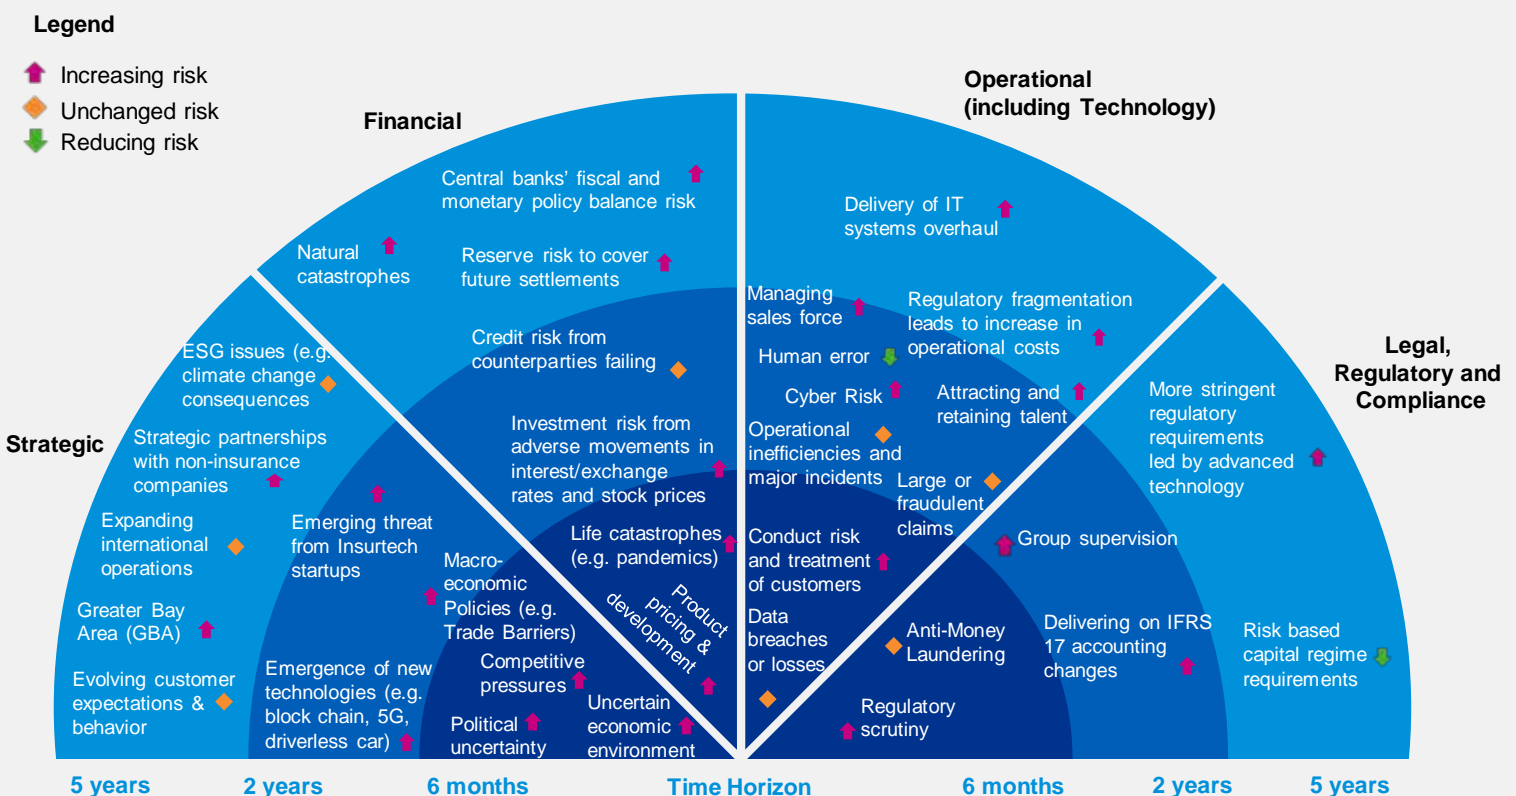 Legend
Increasing risk
Unchanged risk
Reducing risk
Financial
Operational
(including Technology)
Strategic
Legal,
Regulatory and
Compliance
Central banks’ fiscal and
monetary policy balance risk
Natural
catastrophes
Reserve risk to cover
future settlements
Credit risk from
counterparties failing
Investment risk from
adverse movements in
interest/exchange
rates and stock prices
Life catastrophes
(e.g. pandemics)
Product
pricing &
development
ESG issues (e.g.
climate change
consequences
Strategic partnerships
with non-insurance
companies
Expanding
international
operations
Greater Bay
Area (GBA)
Evolving customer
expectations &
behavior
Emerging threat
from Insurtech
startups
Emergence of new
technologies (e.g.
block chain, 5G,
driverless car)
Macro-
economic
Policies (e.g.
Trade Barriers)
Competitive
pressures
Political
uncertainty
Uncertain
economic
environment
Delivery of IT
systems overhaul
Managing
sales force
Regulatory fragmentation
leads to increase in
operational costs
Human error
Cyber Risk
Attracting and
retaining talent
Operational
inefficiencies and
major incidents
Large or
fraudulent
claims
Conduct risk
and treatment
of customers
Data
breaches
or losses
More stringent
regulatory
requirements
led by advanced
technology
Group supervision
Delivering on IFRS
17 accounting
changes
Risk based
capital regime
requirements
Anti-Money
Laundering
Regulatory
scrutiny
5 years
2 years
6 months
Time Horizon
6 months
2 years
5 years